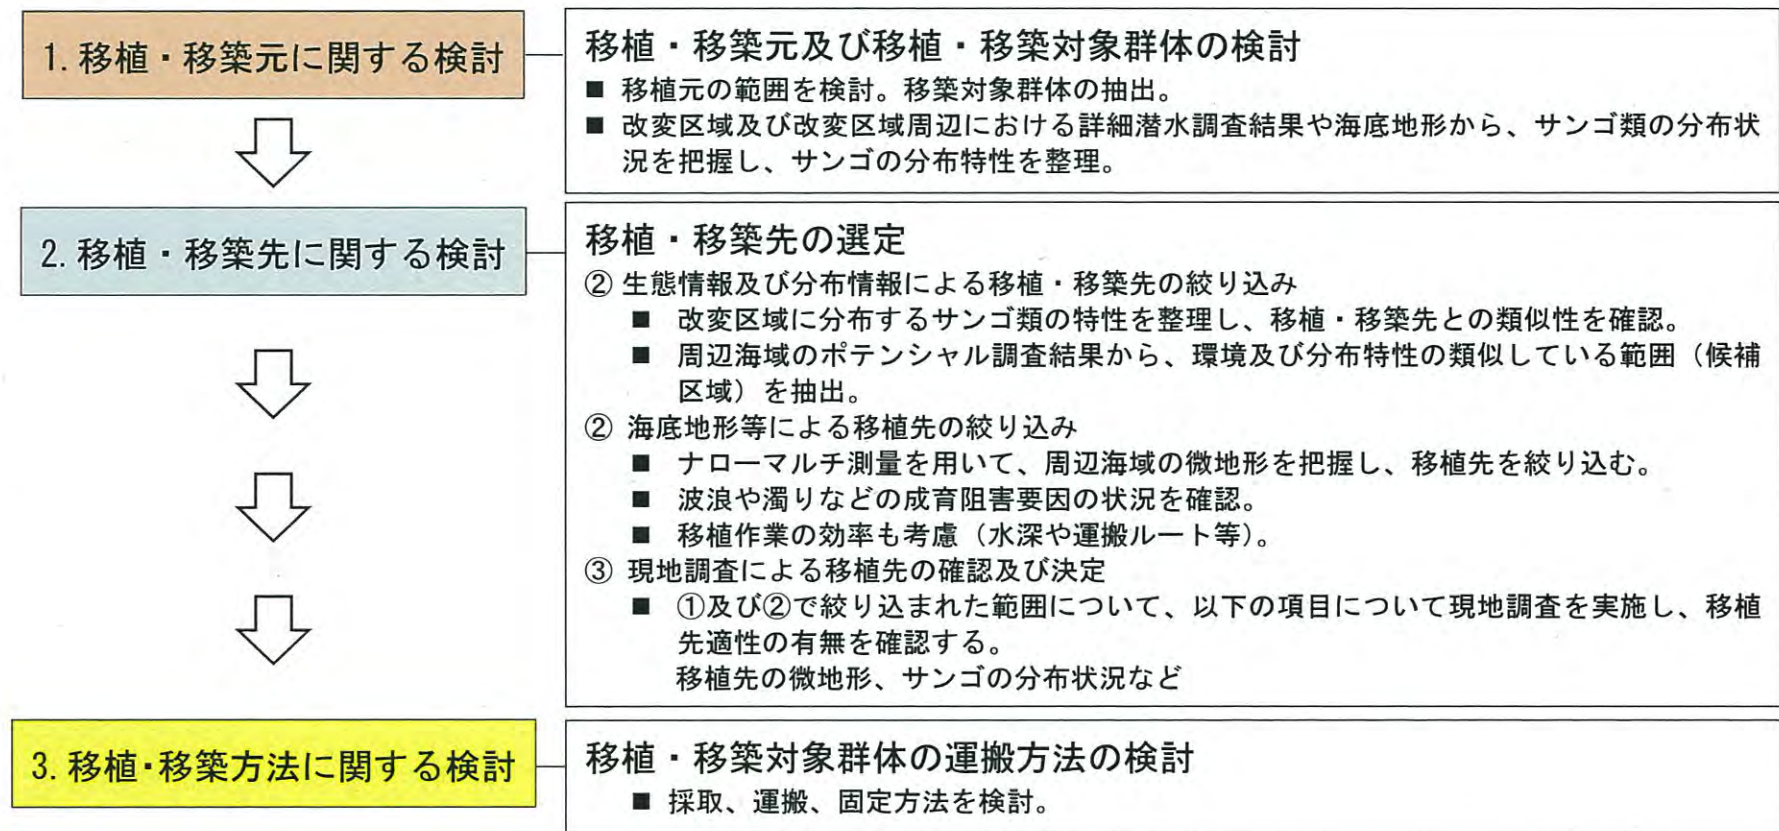 1. 移植・移築元に関する検討
移植・移築元及び移植・移築対象群体の検討
■ 移植元の範囲を検討。移築対象群体の抽出。
■ 改変区域及び改変区域周辺における詳細潜水調査結果や海底地形から、サンゴ類の分布状
況を把握し、サンゴの分布特性を整理。
2. 移植・移築先に関する検討
移植・移築先の選定
② 生態情報及び分布情報による移植・移築先の絞り込み
■ 改変区域に分布するサンゴ類の特性を整理し、移植・移築先との類似性を確認。
■ 周辺海域のポテンシャル調査結果から、環境及び分布特性の類似している範囲（候補
区域）を抽出。
② 海底地形等による移植先の絞り込み
■ ナローマルチ測量を用いて、周辺海域の微地形を把握し、移植先を絞り込む。
■ 波浪や濁りなどの成育阻害要因の状況を確認。
■ 移植作業の効率も考慮（水深や運搬ルート等）。
③ 現地調査による移植先の確認及び決定
■ ①及び②で絞り込まれた範囲について、以下の項目について現地調査を実施し、移植
先適性の有無を確認する。
移植先の微地形、サンゴの分布状況など
3. 移植・移築方法に関する検討
移植・移築対象群体の運搬方法の検討
■ 採取、運搬、固定方法を検討。